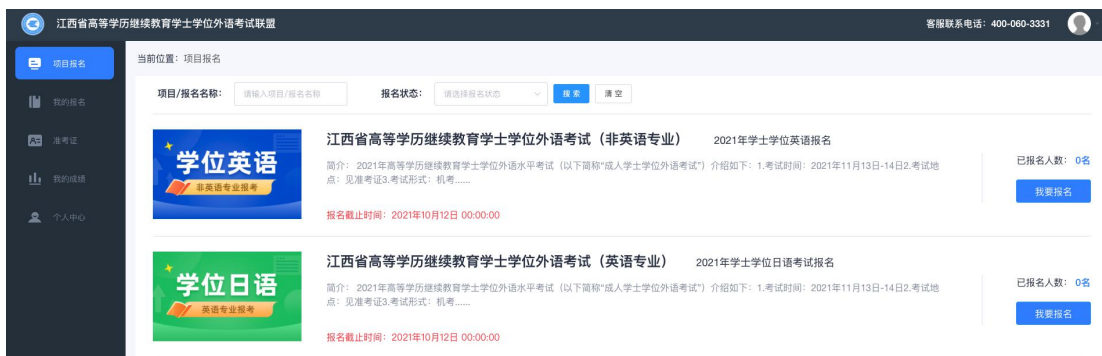 江西省高等学历继续教育学士学位外语考试联盟
客服联系电话：400-060-3331
项目报名
我的报名
准考证
我的成绩
个人中心
当前位置：项目报名
项目/报名名称：
请输入项目/报名名称
报名状态：
请选择报名状态
搜索
清空
学位英语
非英语专业报考
江西省高等学历继续教育学士学位外语考试（非英语专业）
2021年学士学位英语报名
简介： 2021年高等学历继续教育学士学位外语水平考试（以下简称“成人学士学位外语考试”）介绍如下：1.考试时间：2021年11月13日-14日2.考试地
点：见准考证3.考试形式：机考......
报名截止时间：2021年10月12日 00:00:00
已报名人数：0名
我要报名
学位日语
英语专业报考
江西省高等学历继续教育学士学位外语考试（英语专业）
2021年学士学位日语考试报名
简介： 2021年高等学历继续教育学士学位外语水平考试（以下简称“成人学士学位外语考试”）介绍如下：1.考试时间：2021年11月13日-14日2.考试地
点：见准考证3.考试形式：机考......
报名截止时间：2021年10月12日 00:00:00
已报名人数：0名
我要报名